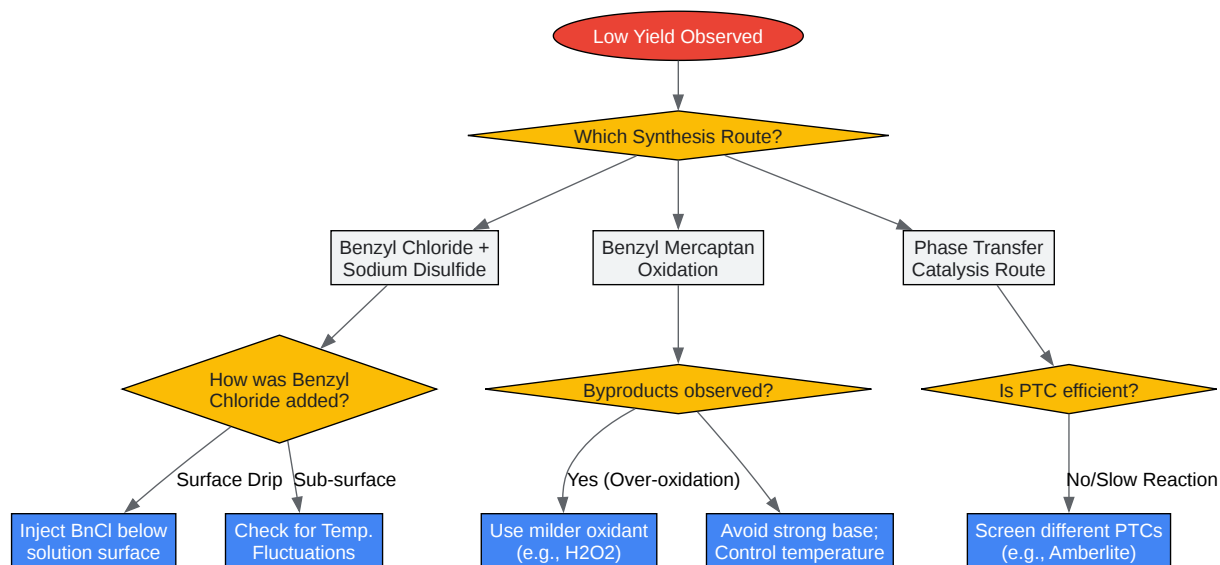 Low Yield Observed
Which Synthesis Route?
Benzyl Chloride +
Sodium Disulfide
Benzyl Mercaptan
Oxidation
Phase Transfer
Catalysis Route
How was Benzyl
Chloride added?
Byproducts observed?
Is PTC efficient?
Surface Drip
Sub-surface
Yes (Over-oxidation)
No/Slow Reaction
Inject BnCl below
solution surface
Check for Temp.
Fluctuations
Use milder oxidant
(e.g., H2O2)
Avoid strong base;
Control temperature
Screen different PTCs
(e.g., Amberlite)